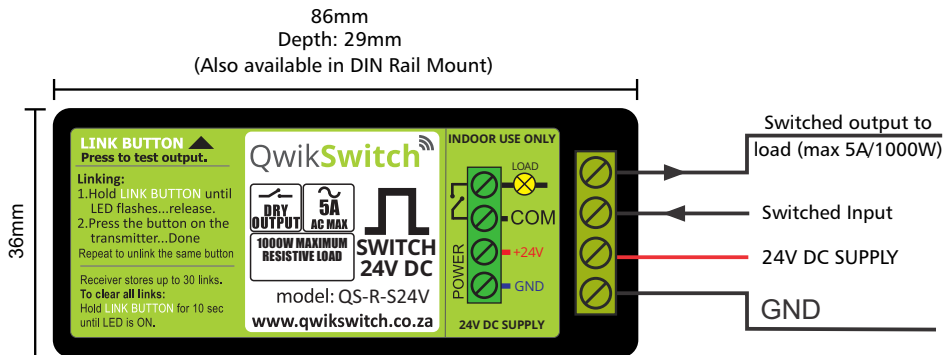 86mm
Depth: 29mm
(Also available in DIN Rail Mount)
36mm
LINK BUTTON
Press to test output.
Linking:
1.Hold LINK BUTTON until
LED flashes...release.
2.Press the button on the
transmitter...Done
Repeat to unlink the same button
Receiver stores up to 30 links.
To clear all links:
Hold LINK BUTTON for 10 sec
until LED is ON.
QwikSwitch
DRY
OUTPUT
5A
AC MAX
1000W MAXIMUM
RESISTIVE LOAD
SWITCH
24V DC
model: QS-R-S24V
www.qwikswitch.co.za
INDOOR USE ONLY
LOAD
COM
+24V
GND
POWER
24V DC SUPPLY
Switched output to
load (max 5A/1000W)
Switched Input
24V DC SUPPLY
GND